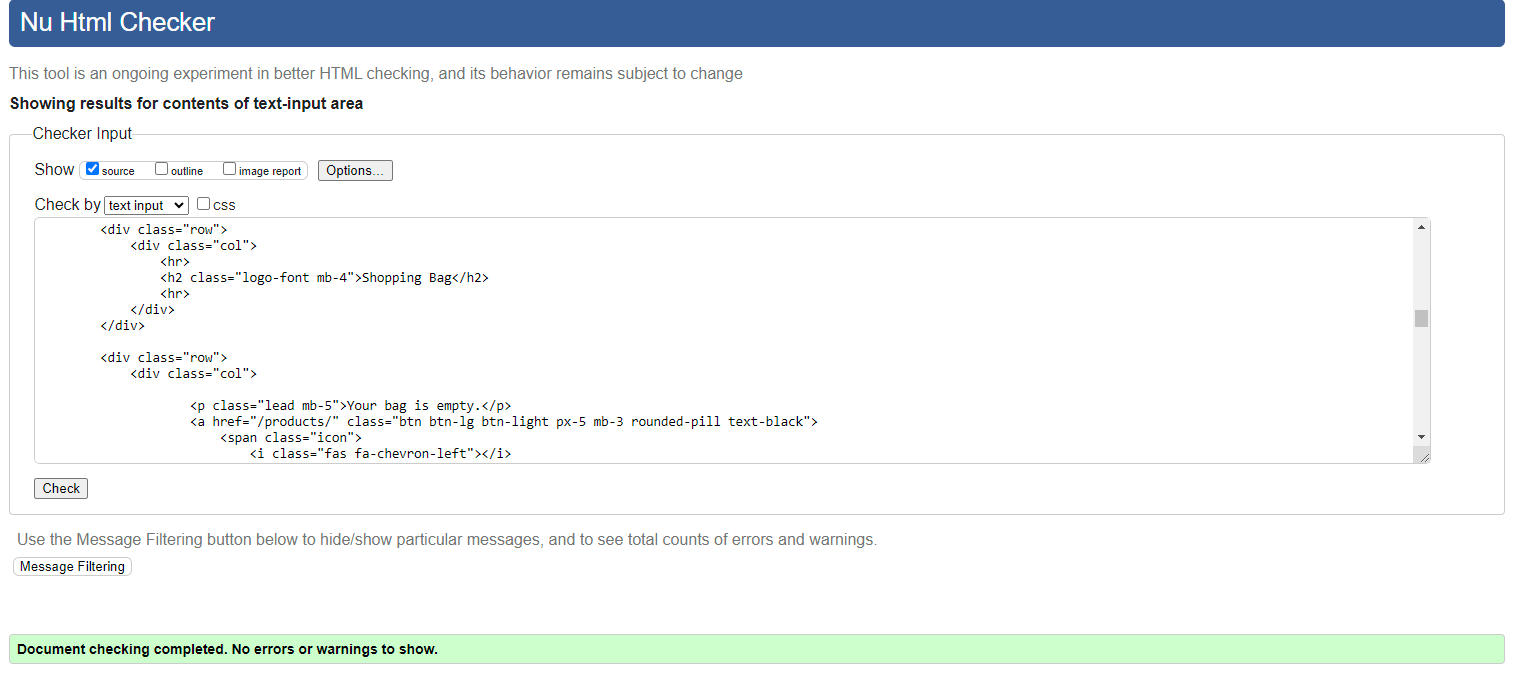 Nu Html Checker
This tool is an ongoing experiment in better HTML checking, and its behavior remains subject to change
Showing results for contents of text-input area
Checker Input
Show source outline image report Options...
Check by text input css
<div class="row">
<div class="col">
<hr>
<h2 class="logo-font mb-4">Shopping Bag</h2>
<hr>
</div>
</div>
<div class="row">
<div class="col">
<p class="lead mb-5">Your bag is empty.</p>
<a href="/products/" class="btn btn-lg btn-light px-5 mb-3 rounded-pill text-black">
<span class="icon">
<i class="fas fa-chevron-left"></i>
Check
Use the Message Filtering button below to hide/show particular messages, and to see total counts of errors and warnings.
Message Filtering
Document checking completed. No errors or warnings to show.